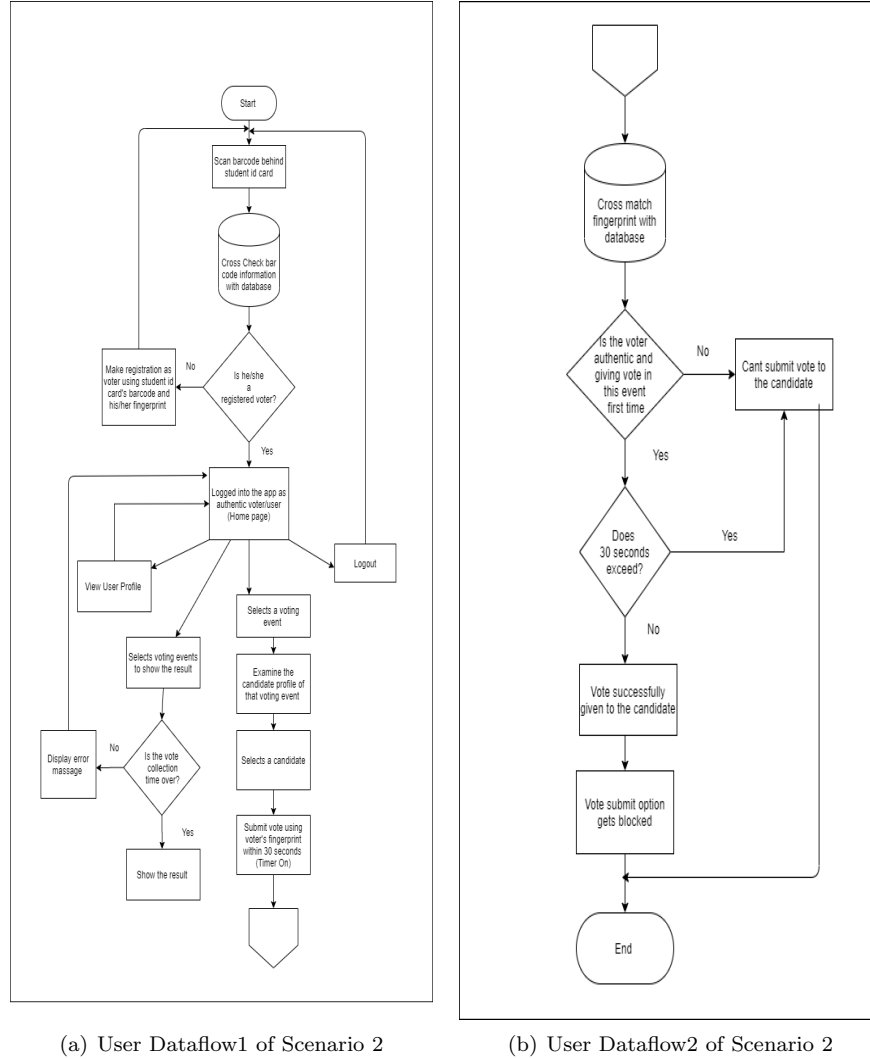 Start
Scan barcode behind
student id card
Cross Check bar
code information
with database
Is he/she
a
registered voter?
No
Make registration as
voter using student id
card's barcode and
his/her fingerprint
Yes
Logged into the app as
authentic voter/user
(Home page)
View User Profile
Logout
Selects voting events
to show the result
Is the vote
collection
time over?
No
Display error
massage
Yes
Show the result
Selects a voting
event
Examine the
candidate profile of
that voting event
Selects a candidate
Submit vote using
voter's fingerprint
within 30 seconds
(Timer On)
(a) User Dataflow1 of Scenario 2
Cross match
fingerprint with
database
Is the voter
authentic and
giving vote in
this event
first time
No
Cant submit vote to
the candidate
Yes
Does
30 seconds
exceed?
Yes
No
Vote successfully
given to the candidate
Vote submit option
gets blocked
End
(b) User Dataflow2 of Scenario 2